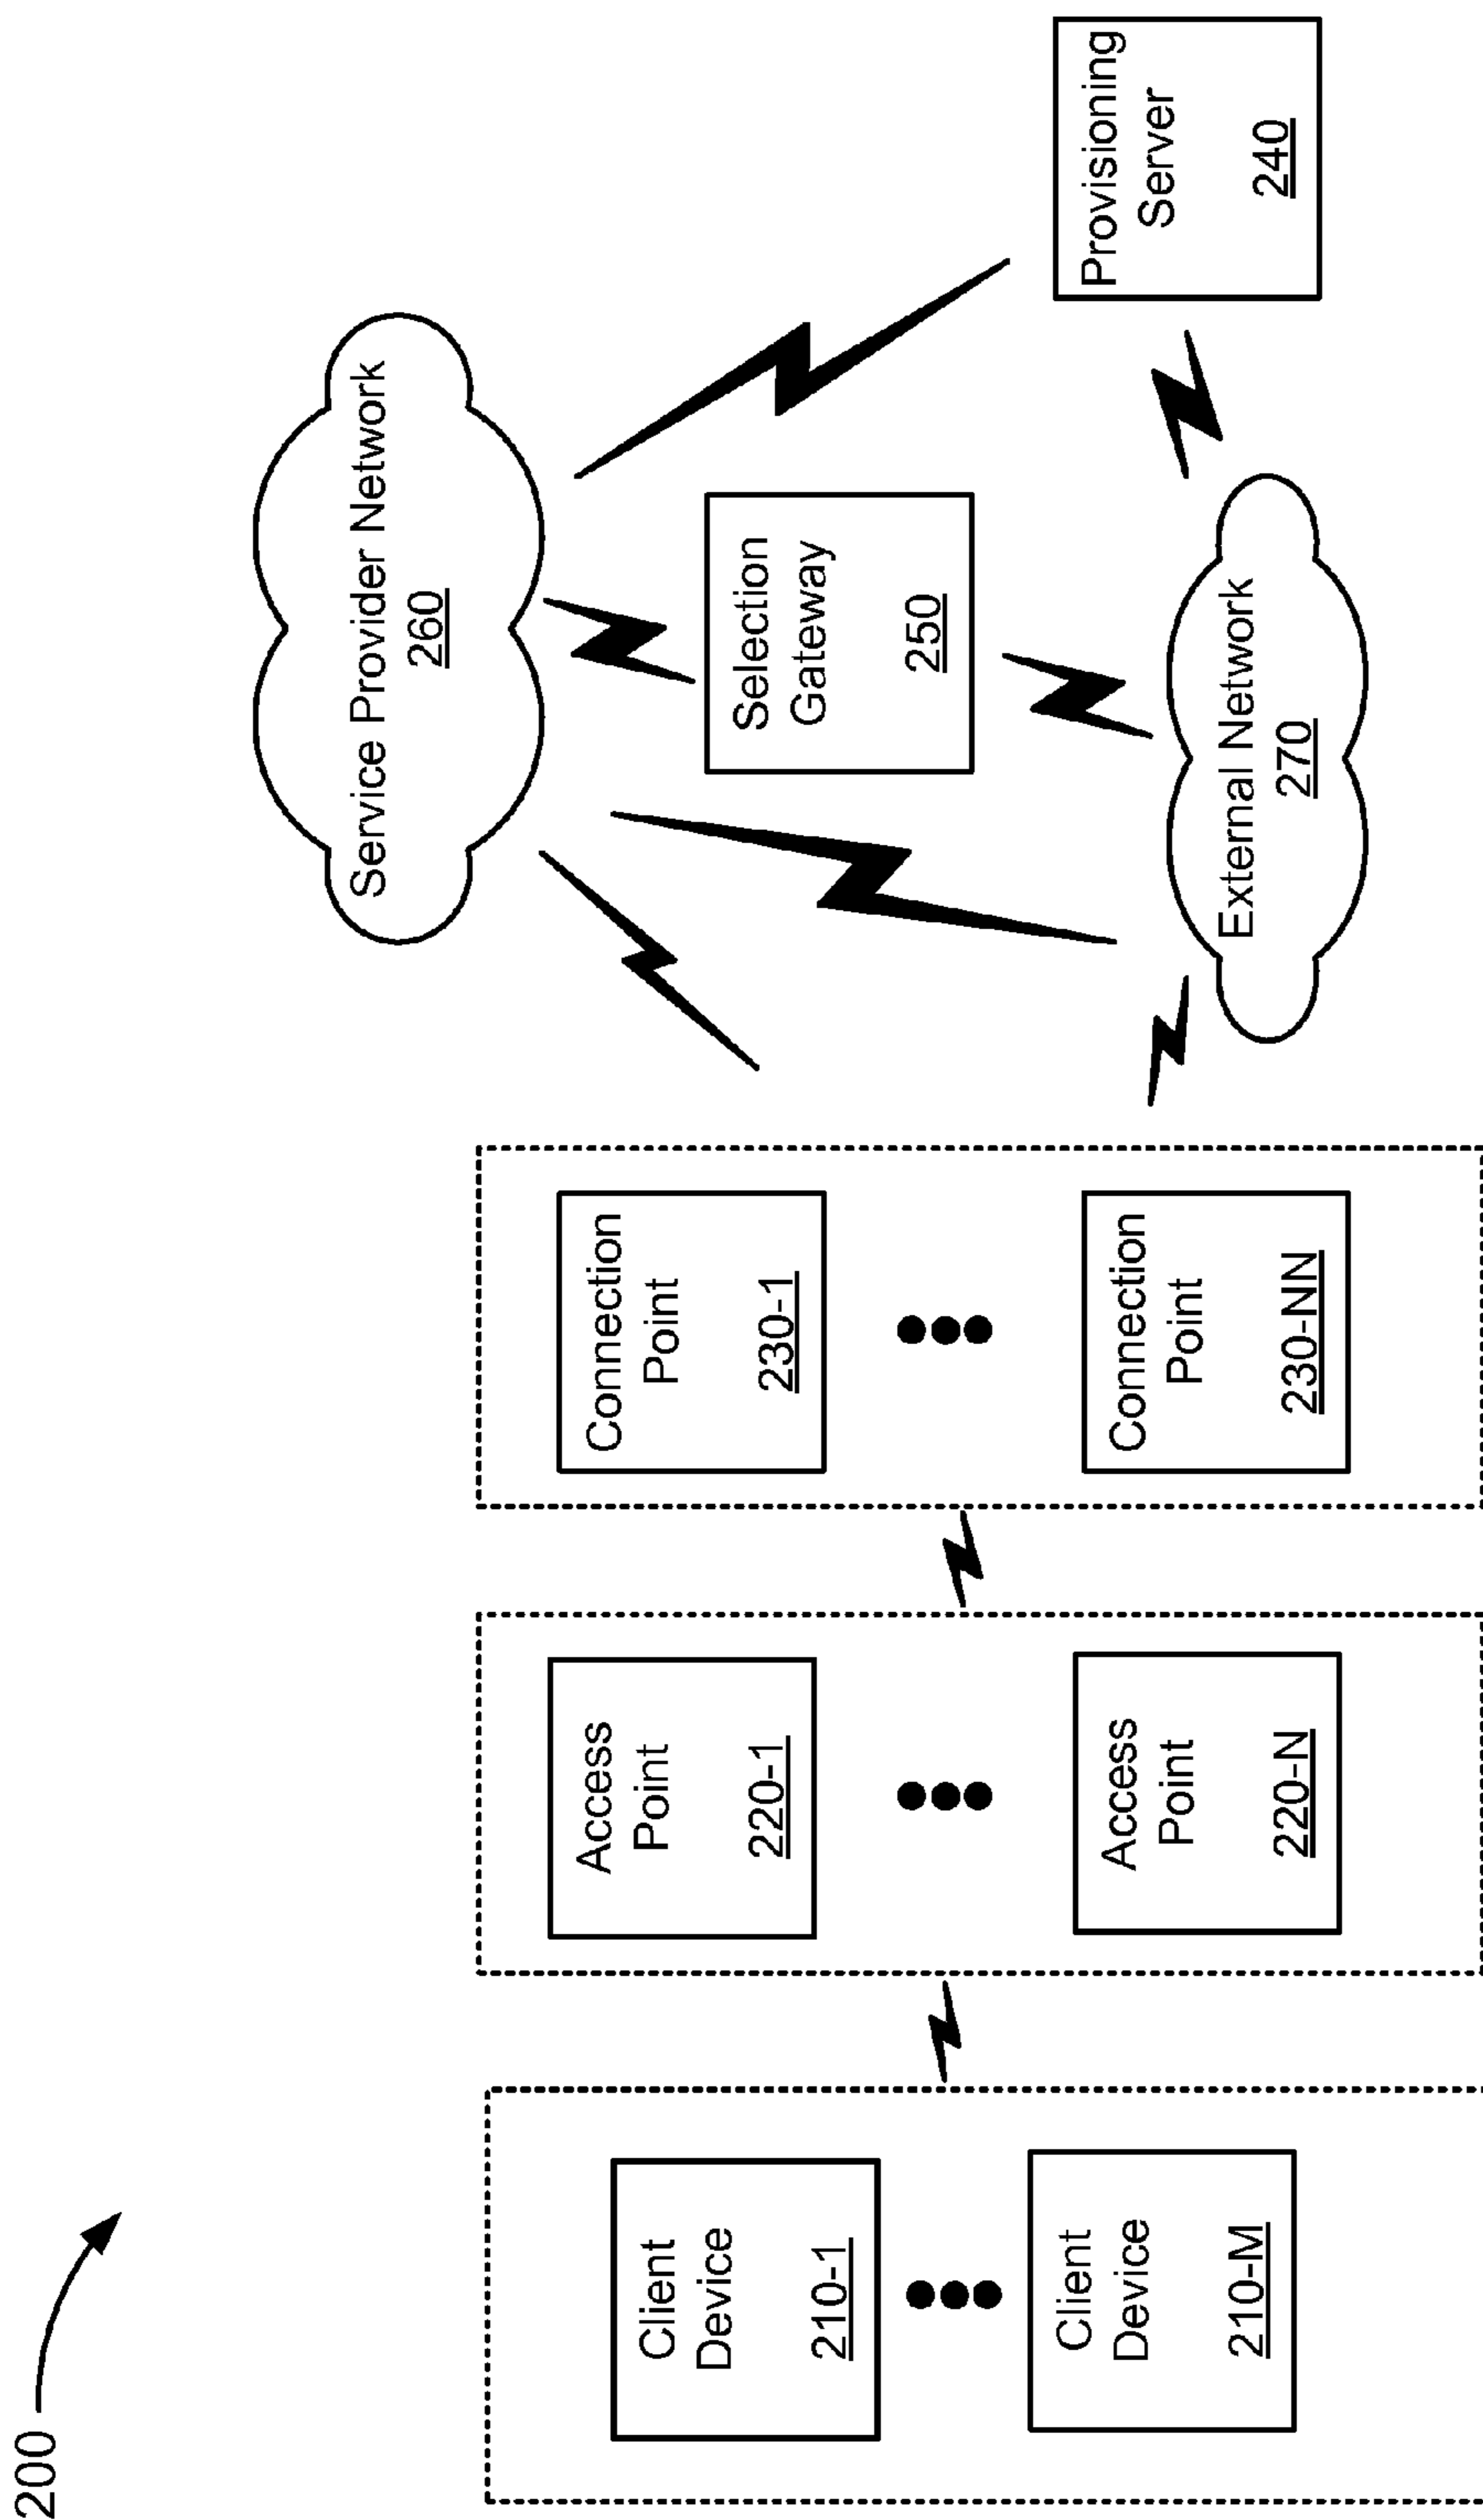 200
Client
Device
210-1
Client
Device
210-M
Access
Point
220-1
Access
Point
220-N
Connection
Point
230-1
Connection
Point
230-NN
Service Provider Network
260
Selection
Gateway
250
External Network
270
Provisioning
Server
240